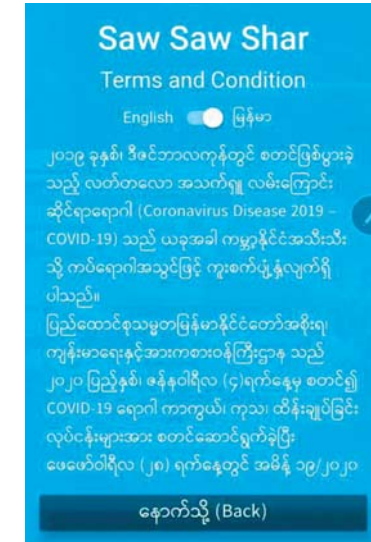 Saw Saw Shar
Terms and Condition
English မြန်မာ
၂၀၁၉ ခုနှစ်၊ ဒီဇင်ဘာလကုန်တွင် စတင်ဖြစ်ပွားခဲ့
သည့် လတ်တလော အသက်ရှူ လမ်းကြောင်း
ဆိုင်ရာရောဂါ (Coronavirus Disease 2019 –
COVID-19) သည် ယခုအခါ ကမ္ဘာ့နိုင်ငံအသီးသီး
သို့ ကပ်ရောဂါအသွင်ဖြင့် ကူးစက်ပျံ့နှံ့လျက်ရှိ
ပါသည်။
ပြည်ထောင်စုသမ္မတမြန်မာနိုင်ငံတော်အစိုးရ၊
ကျန်းမာရေးနှင့်အားကစားဝန်ကြီးဌာန သည်
၂၀၂၀ ပြည့်နှစ်၊ ဇန်နဝါရီလ (၄)ရက်နေ့မှ စတင်၍
COVID-19 ရောဂါ ကာကွယ်၊ ကုသ၊ ထိန်းချုပ်ခြင်း
လုပ်ငန်းများအား စတင်ဆောင်ရွက်ခဲ့ပြီး
ဖေဖော်ဝါရီလ (၂၈) ရက်နေ့တွင် အမိန့် ၁၉/၂၀၂၀
နောက်သို့ (Back)